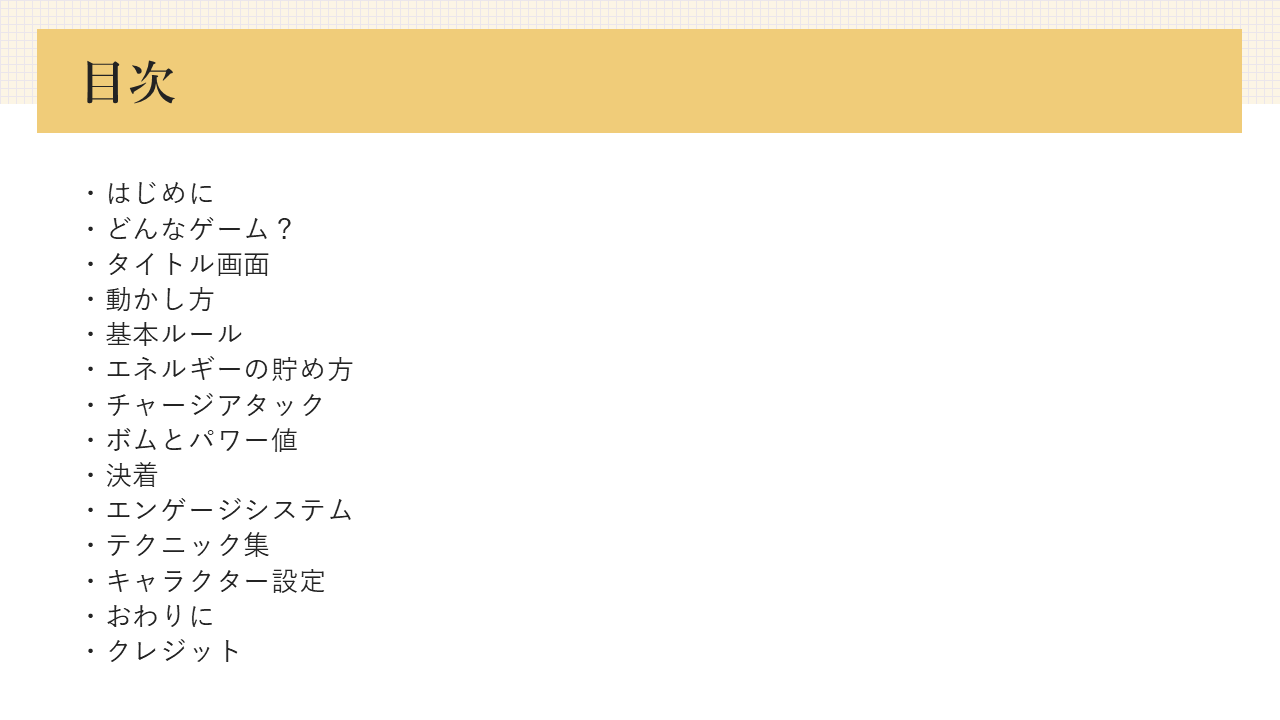 目次
・はじめに
・どんなゲーム？
・タイトル画面
・動かし方
・基本ルール
・エネルギーの貯め方
・チャージアタック
・ボムとパワー値
・決着
・エンゲージシステム
・テクニック集
・キャラクター設定
・おわりに
・クレジット